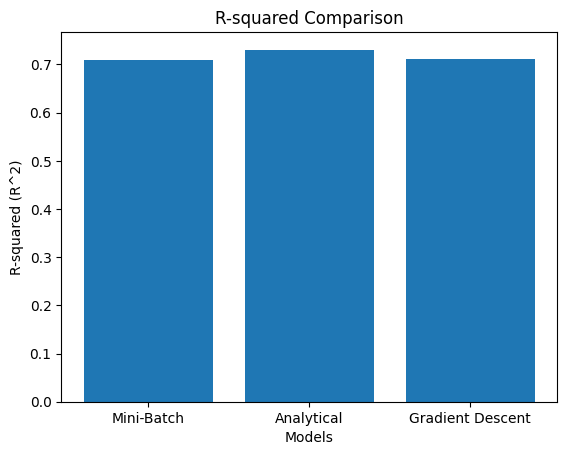 R-squared Comparison
R-squared (R^2)
0.7
0.6
0.5
0.4
0.3
0.2
0.1
0.0
Mini-Batch Analytical Gradient Descent
Models